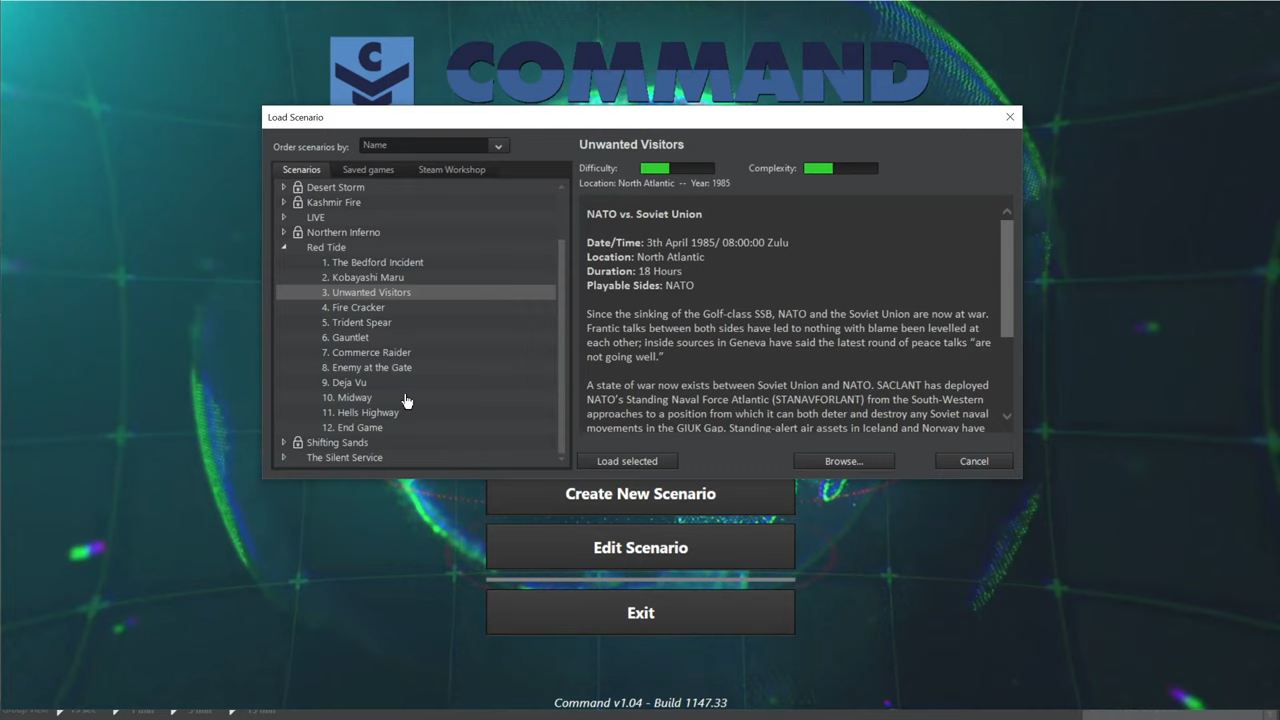 C
COMMAND
Load Scenario
Order scenarios by:
Name
Scenarios
Saved games
Steam Workshop
Desert Storm
Kashmir Fire
LIVE
Northern Inferno
Red Tide
1. The Bedford Incident
2. Kobayashi Maru
3. Unwanted Visitors
4. Fire Cracker
5. Trident Spear
6. Gauntlet
7. Commerce Raider
8. Enemy at the Gate
9. Deja Vu
10. Midway
11. Hells Highway
12. End Game
Shifting Sands
The Silent Service
Unwanted Visitors
Difficulty:
Complexity:
Location: North Atlantic -- Year: 1985
NATO vs. Soviet Union
Date/Time: 3th April 1985/ 08:00:00 Zulu
Location: North Atlantic
Duration: 18 Hours
Playable Sides: NATO
Since the sinking of the Golf-class SSB, NATO and the Soviet Union are now at war.
Frantic talks between both sides have led to nothing with blame been levelled at
each other; inside sources in Geneva have said the latest round of peace talks “are
not going well.”
A state of war now exists between Soviet Union and NATO. SACLANT has deployed
NATO’s Standing Naval Force Atlantic (STANAVFORLANT) from the South-Western
approaches to a position from which it can both deter and destroy any Soviet naval
movements in the GIUK Gap. Standing-alert air assets in Iceland and Norway have
Load selected
Browse...
Cancel
Create New Scenario
Edit Scenario
Exit
Command v1.04 - Build 1147.33